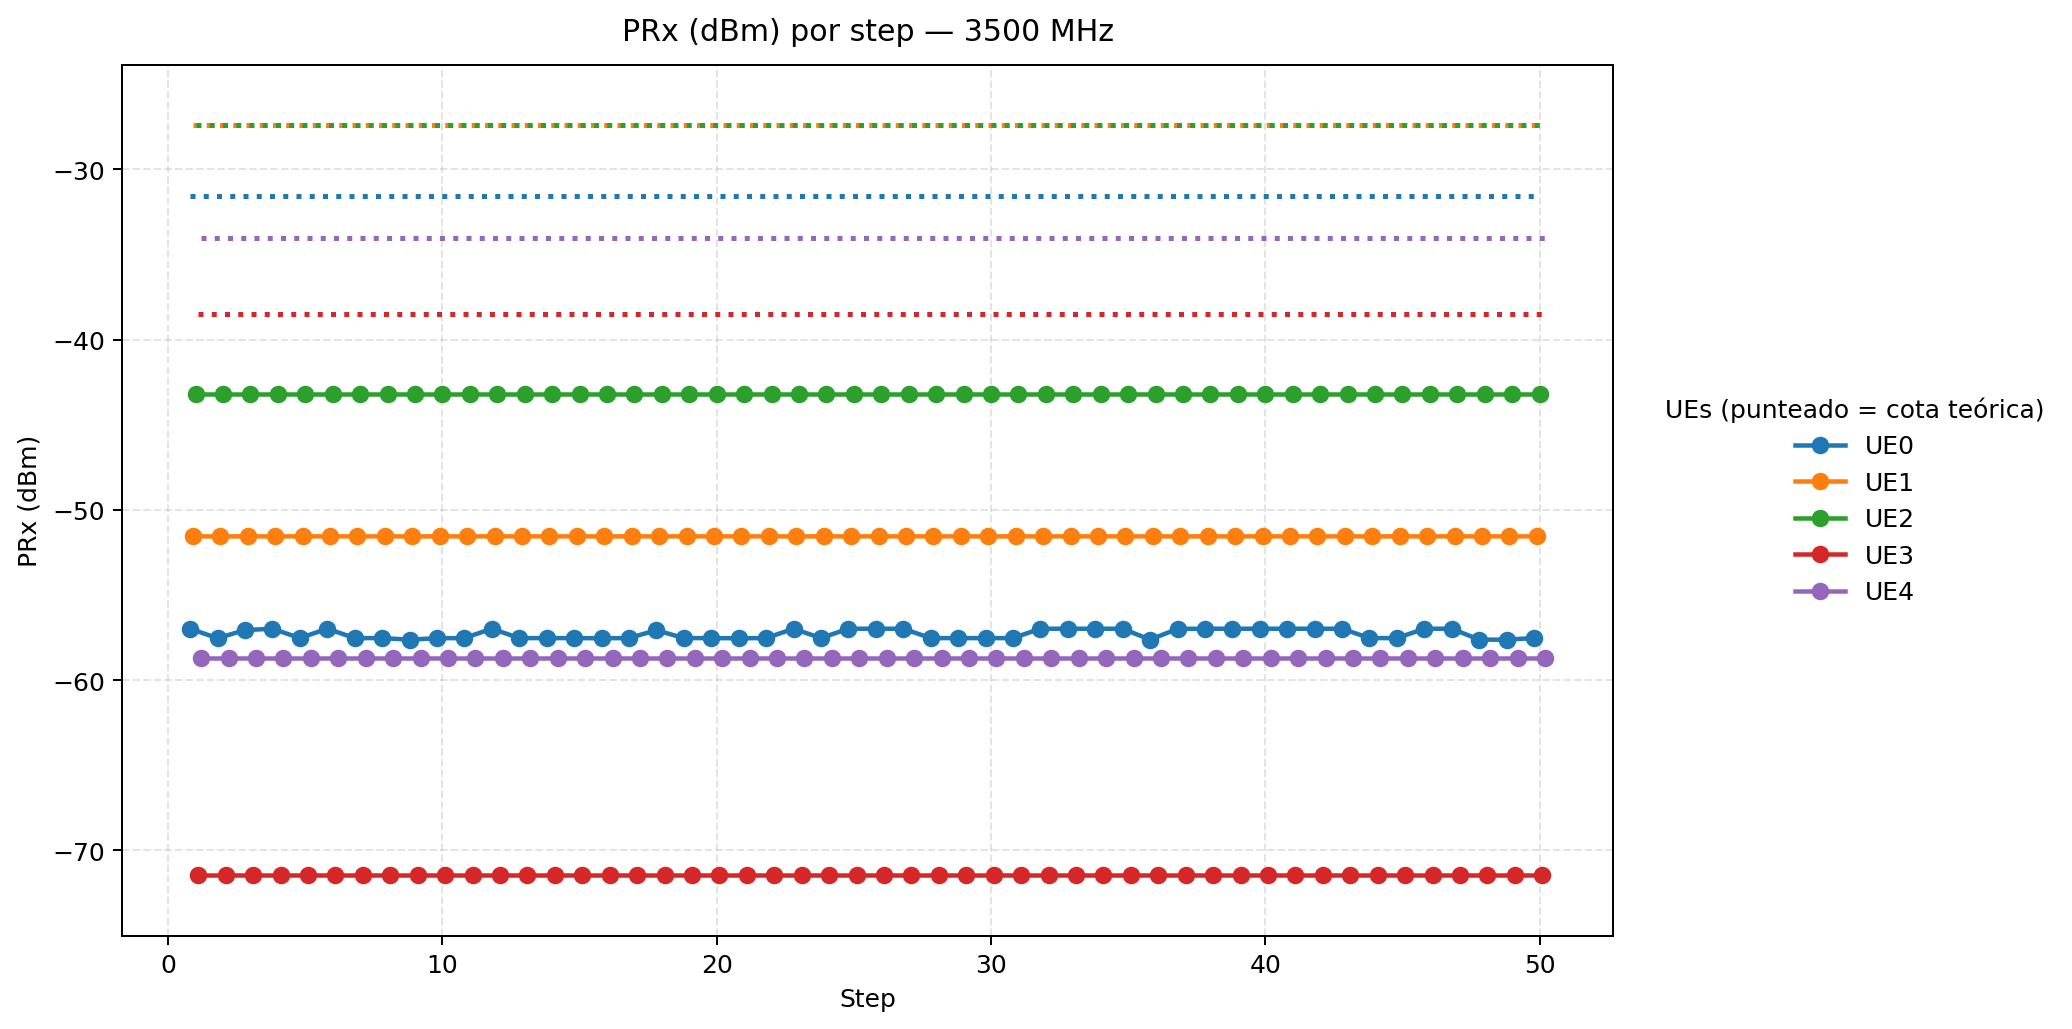 PRx (dBm) por step — 3500 MHz
PRx (dBm)
−30
−40
−50
−60
−70
0 10 20 30 40 50
Step
UEs (punteado = cota teórica)
UE0
UE1
UE2
UE3
UE4